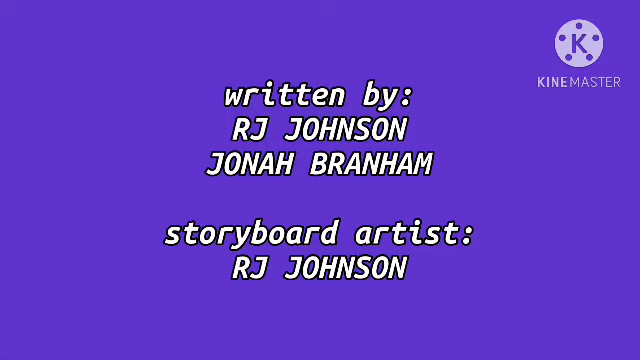 K
KINEMASTER
written by:
RJ JOHNSON
JONAH BRANHAM
storyboard artist:
RJ JOHNSON